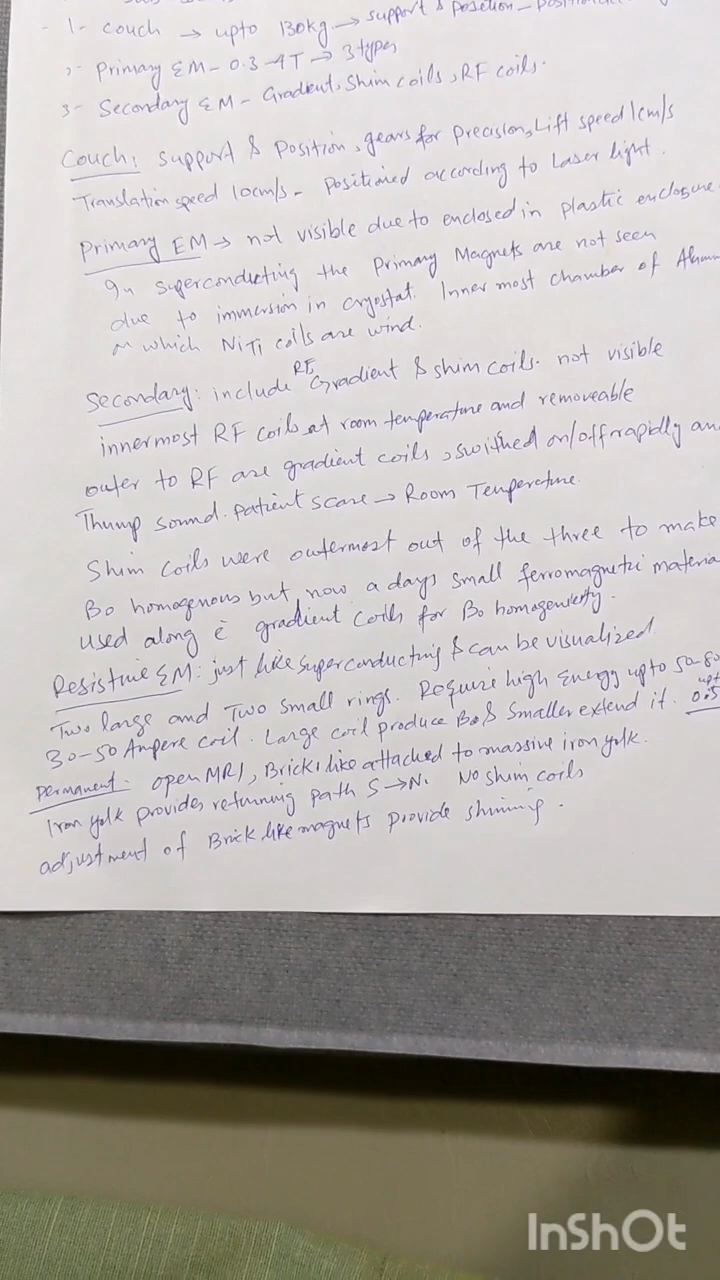 1- Couch → upto 130kg → support & position -
2- Primary EM - 0.3-4T → 3 types
3- Secondary EM - Gradient, Shim coils, RF coils.
Couch: Support & Position, gears for precision, Lift speed 1cm/s
Translation speed 10cm/s - Positioned according to Laser light.
Primary EM → not visible due to enclosed in plastic enclosure.
In superconducting the Primary Magnets are not seen
due to immersion in cryostat. Inner most chamber of
on which NiTi coils are wind.
Secondary: include RF Gradient & shim coils. not visible
innermost RF coils at room temperature and removeable
outer to RF are gradient coils, swithed on/off rapidly
Thump sound. Patient scare → Room Temperature.
Shim coils were outermost out of the three to make
Bo homogenous but now a days small ferromagnetic
used along c̄ gradient coils for Bo homogeniety.
Resistive EM: just like superconducting & can be visualized
Two large and Two small rings. Require high Energy upto
30-50 Ampere coil. Large coil produce Bo & Smaller extend it. 0.5
Permanent: open MRI, Brick like attached to massive iron yolk.
Iron yolk provides returning path S→N. No shim coils
adjustment of Brick like magnets provide shiming.
InShOt